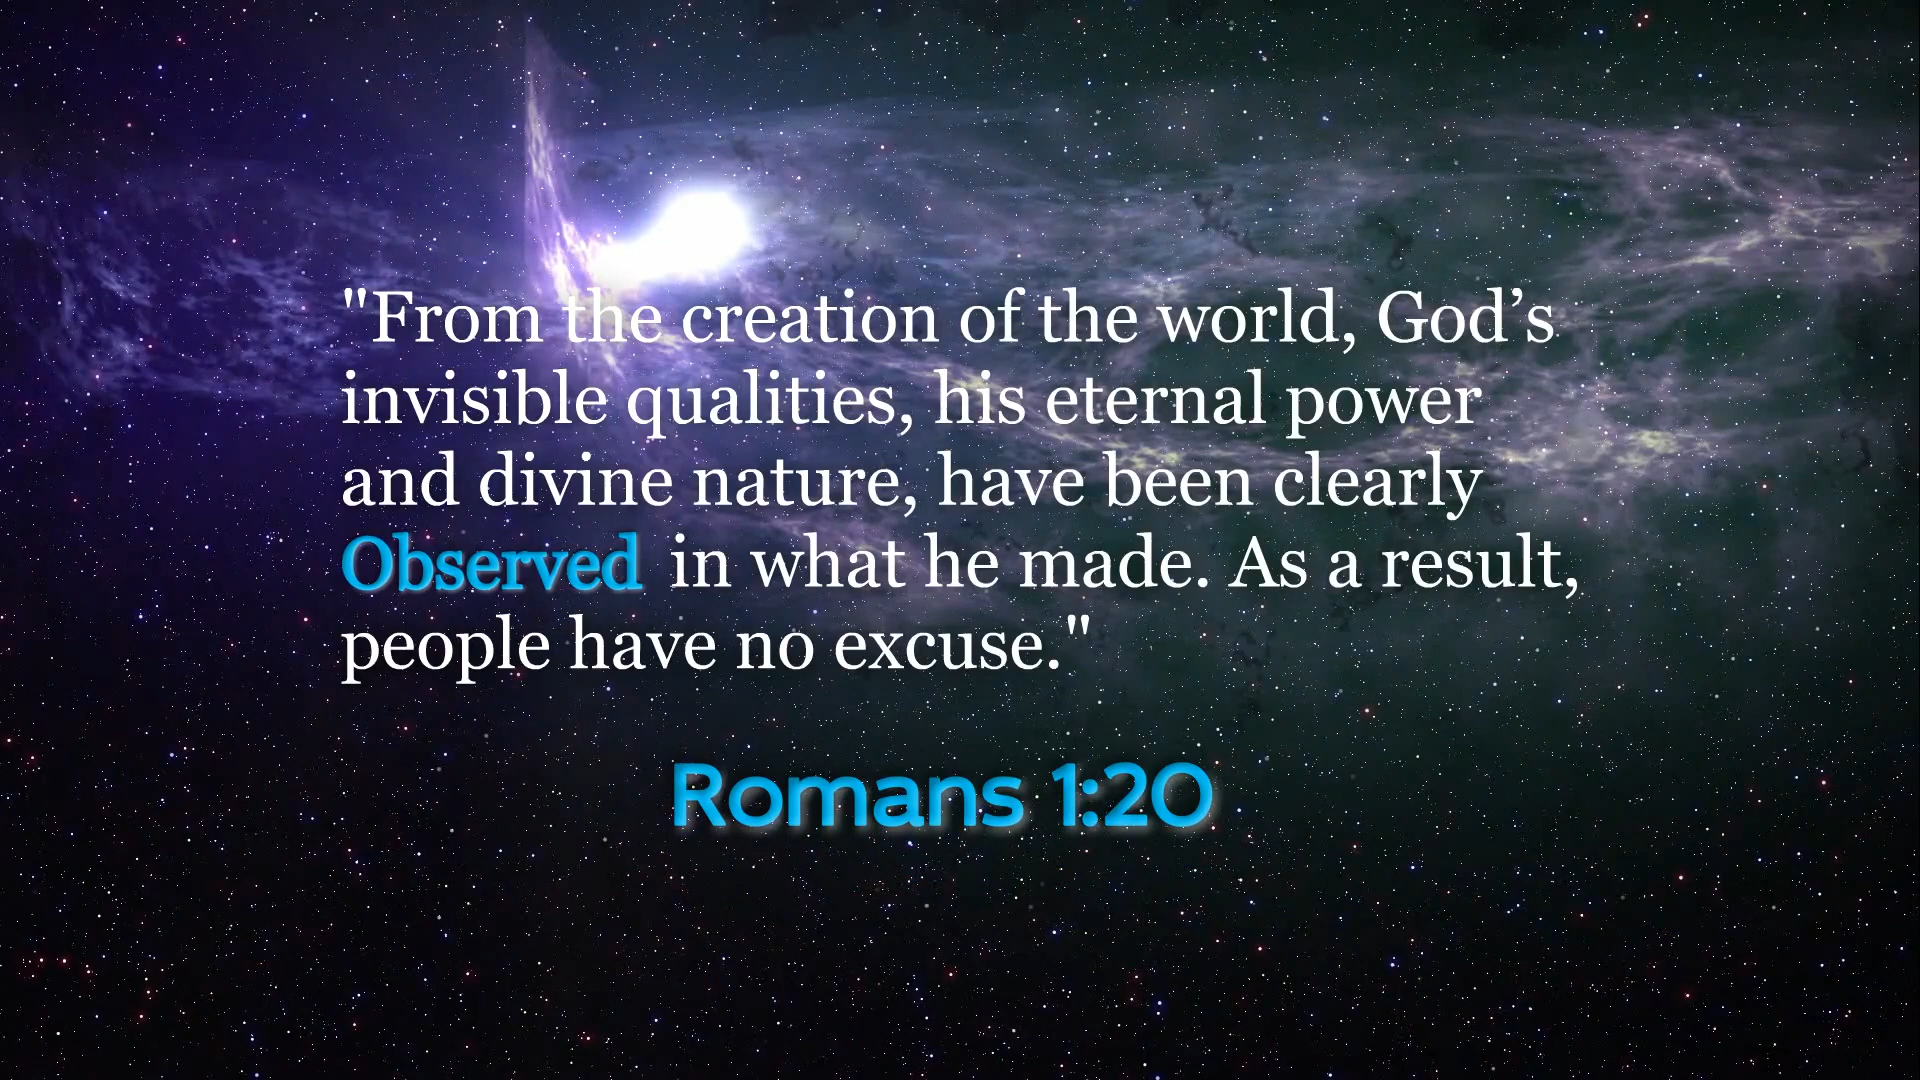 "From the creation of the world, God’s
invisible qualities, his eternal power
and divine nature, have been clearly
Observed in what he made. As a result,
people have no excuse."
Romans 1:20